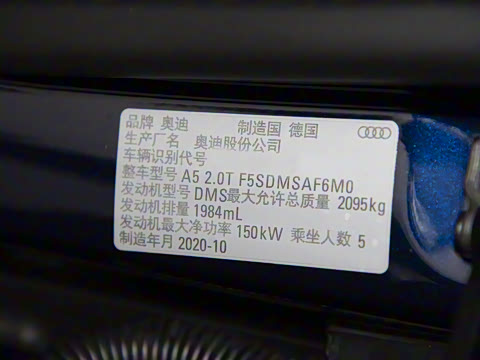 品牌 奥迪 制造国 德国
生产厂名 奥迪股份公司
车辆识别代号
整车型号 A5 2.0T F5SDMSAF6M0
发动机型号 DMS最大允许总质量 2095kg
发动机排量 1984mL
发动机最大净功率 150kW 乘坐人数 5
制造年月 2020-10